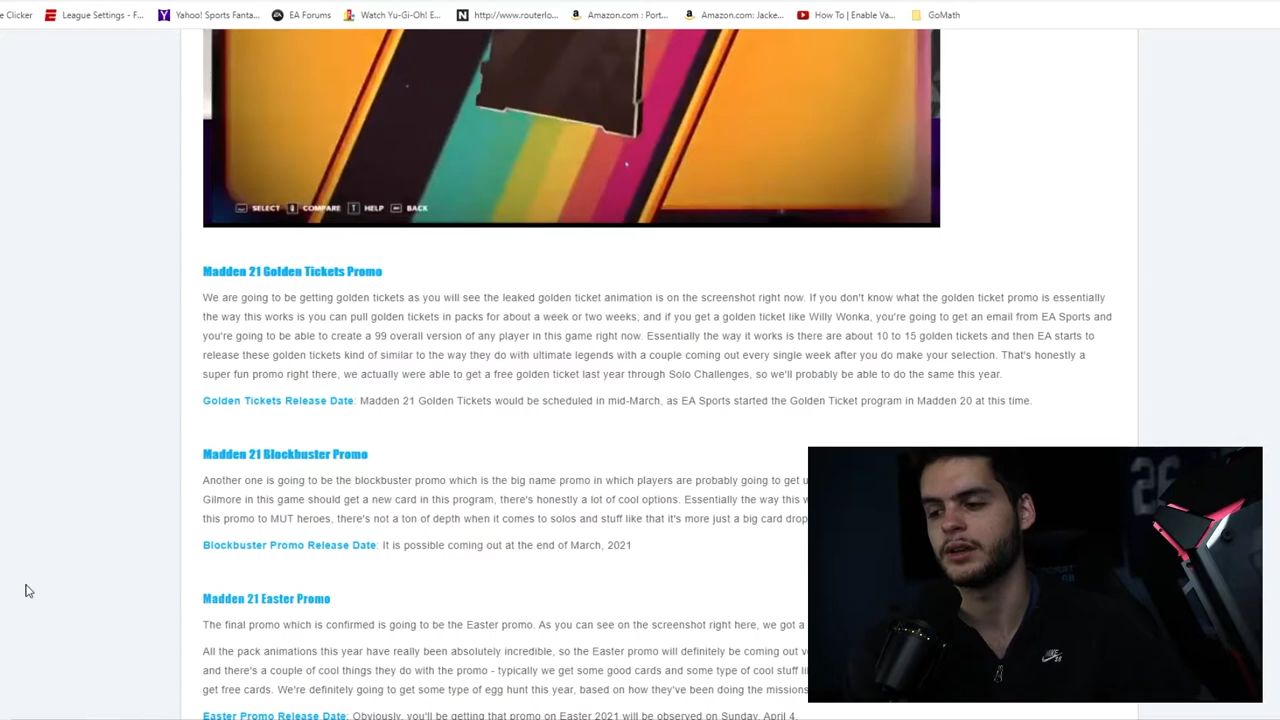 e Clicker
League Settings - F...
Yahoo! Sports Fanta...
EA Forums
Watch Yu-Gi-Oh! E...
http://www.routerlo...
Amazon.com : Port...
Amazon.com: Jacke...
How To | Enable Va...
GoMath
SELECT COMPARE T HELP BACK
Madden 21 Golden Tickets Promo
We are going to be getting golden tickets as you will see the leaked golden ticket animation is on the screenshot right now. If you don't know what the golden ticket promo is essentially
the way this works is you can pull golden tickets in packs for about a week or two weeks; and if you get a golden ticket like Willy Wonka, you're going to get an email from EA Sports and
you're going to be able to create a 99 overall version of any player in this game right now. Essentially the way it works is there are about 10 to 15 golden tickets and then EA starts to
release these golden tickets kind of similar to the way they do with ultimate legends with a couple coming out every single week after you do make your selection. That's honestly a
super fun promo right there, we actually were able to get a free golden ticket last year through Solo Challenges, so we'll probably be able to do the same this year.
Golden Tickets Release Date: Madden 21 Golden Tickets would be scheduled in mid-March, as EA Sports started the Golden Ticket program in Madden 20 at this time.
Madden 21 Blockbuster Promo
Another one is going to be the blockbuster promo which is the big name promo in which players are probably going to get u
Gilmore in this game should get a new card in this program, there's honestly a lot of cool options. Essentially the way this w
this promo to MUT heroes, there's not a ton of depth when it comes to solos and stuff like that it's more just a big card drop
Blockbuster Promo Release Date: It is possible coming out at the end of March, 2021
Madden 21 Easter Promo
The final promo which is confirmed is going to be the Easter promo. As you can see on the screenshot right here, we got a
All the pack animations this year have really been absolutely incredible, so the Easter promo will definitely be coming out v
and there's a couple of cool things they do with the promo - typically we get some good cards and some type of cool stuff li
get free cards. We're definitely going to get some type of egg hunt this year, based on how they've been doing the missions
Easter Promo Release Date: Obviously, you'll be getting that promo on Easter 2021 will be observed on Sunday, April 4.
26